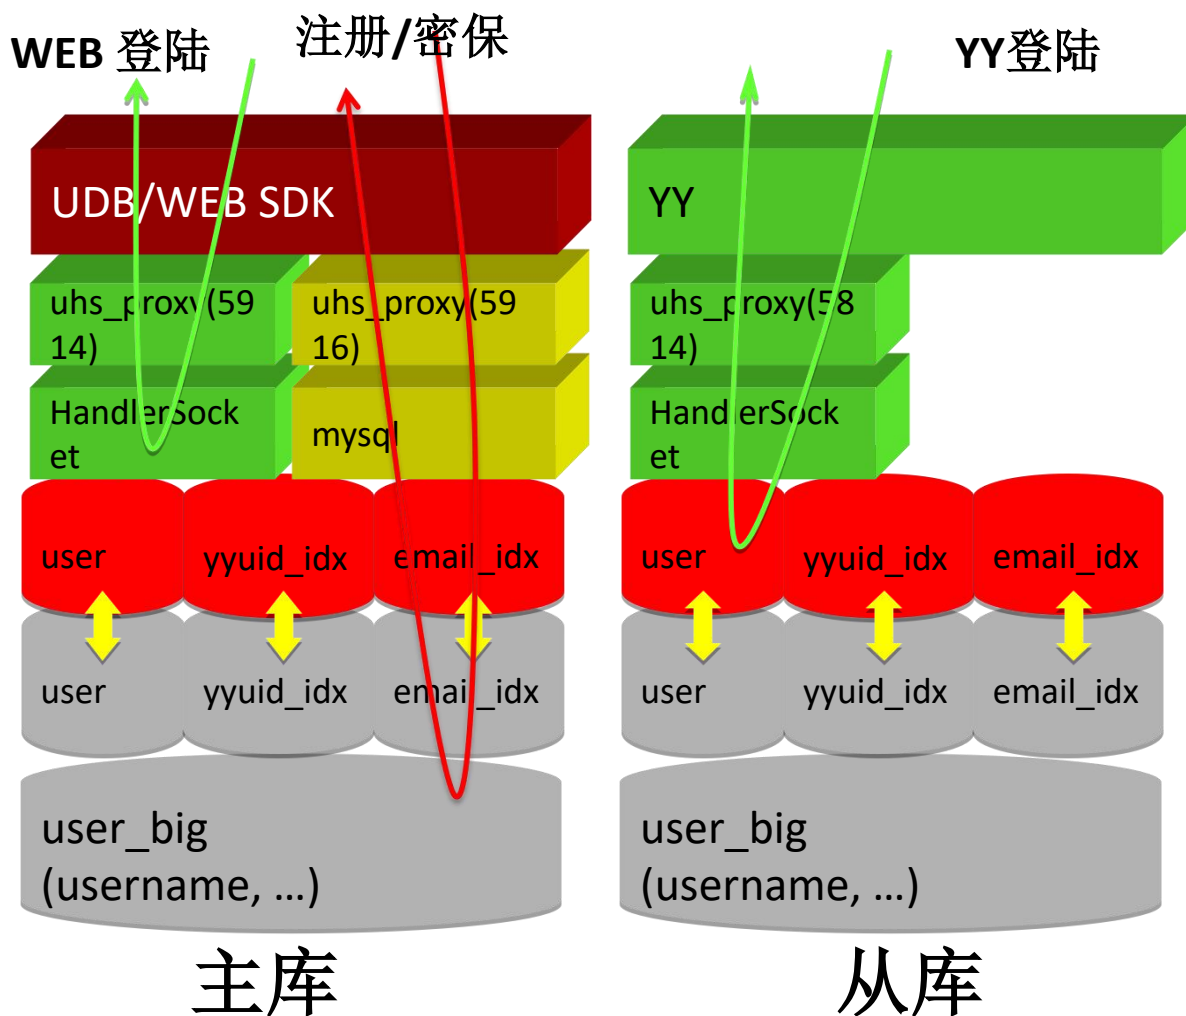 WEB 登陆
注册/密保
YY登陆
UDB/WEB SDK
YY
uhs_proxy(59
14)
uhs_proxy(59
16)
uhs_proxy(58
14)
HandlerSock
et
mysql
HandlerSock
et
user
yyuid_idx
email_idx
user
yyuid_idx
email_idx
user
yyuid_idx
email_idx
user
yyuid_idx
email_idx
user_big
(username, ...)
user_big
(username, ...)
主库
从库